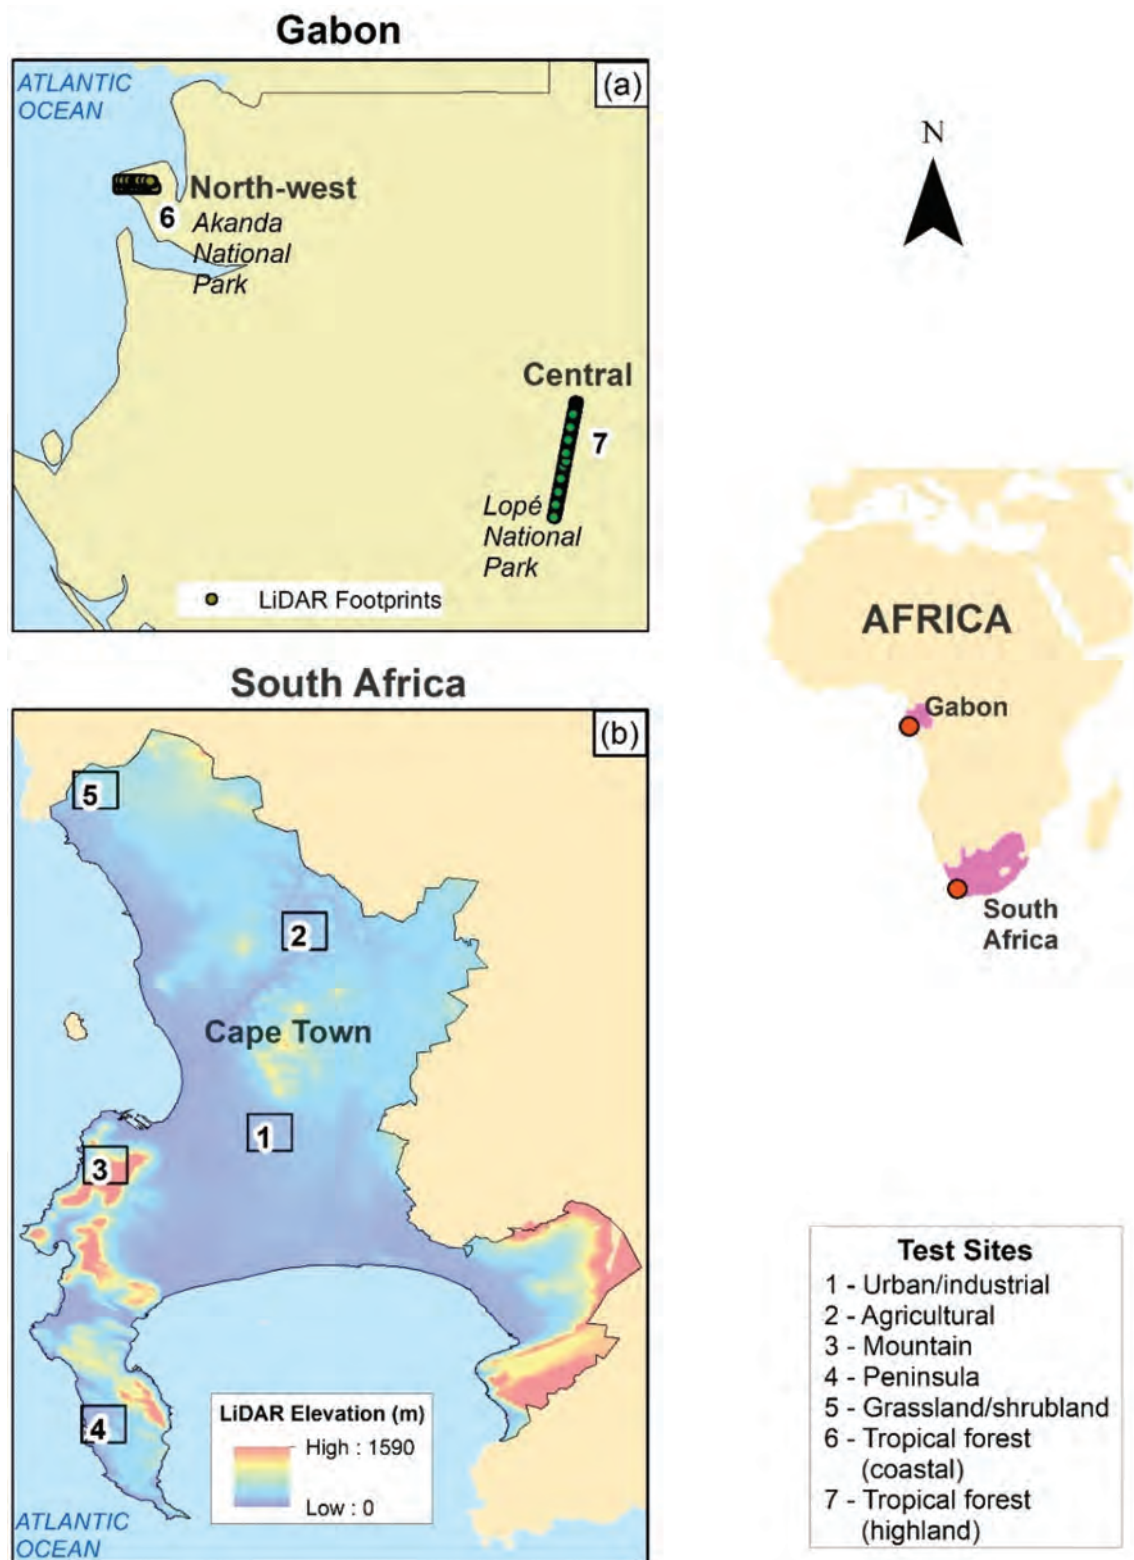 Gabon
ATLANTIC
OCEAN
(a)
North-west
6
Akanda
National
Park
Central
7
Lopé
National
Park
LiDAR Footprints
N
AFRICA
Gabon
South
Africa
South Africa
(b)
5
2
Cape Town
1
3
4
LiDAR Elevation (m)
High : 1590
Low : 0
ATLANTIC
OCEAN
Test Sites
1 - Urban/industrial
2 - Agricultural
3 - Mountain
4 - Peninsula
5 - Grassland/shrubland
6 - Tropical forest
(coastal)
7 - Tropical forest
(highland)